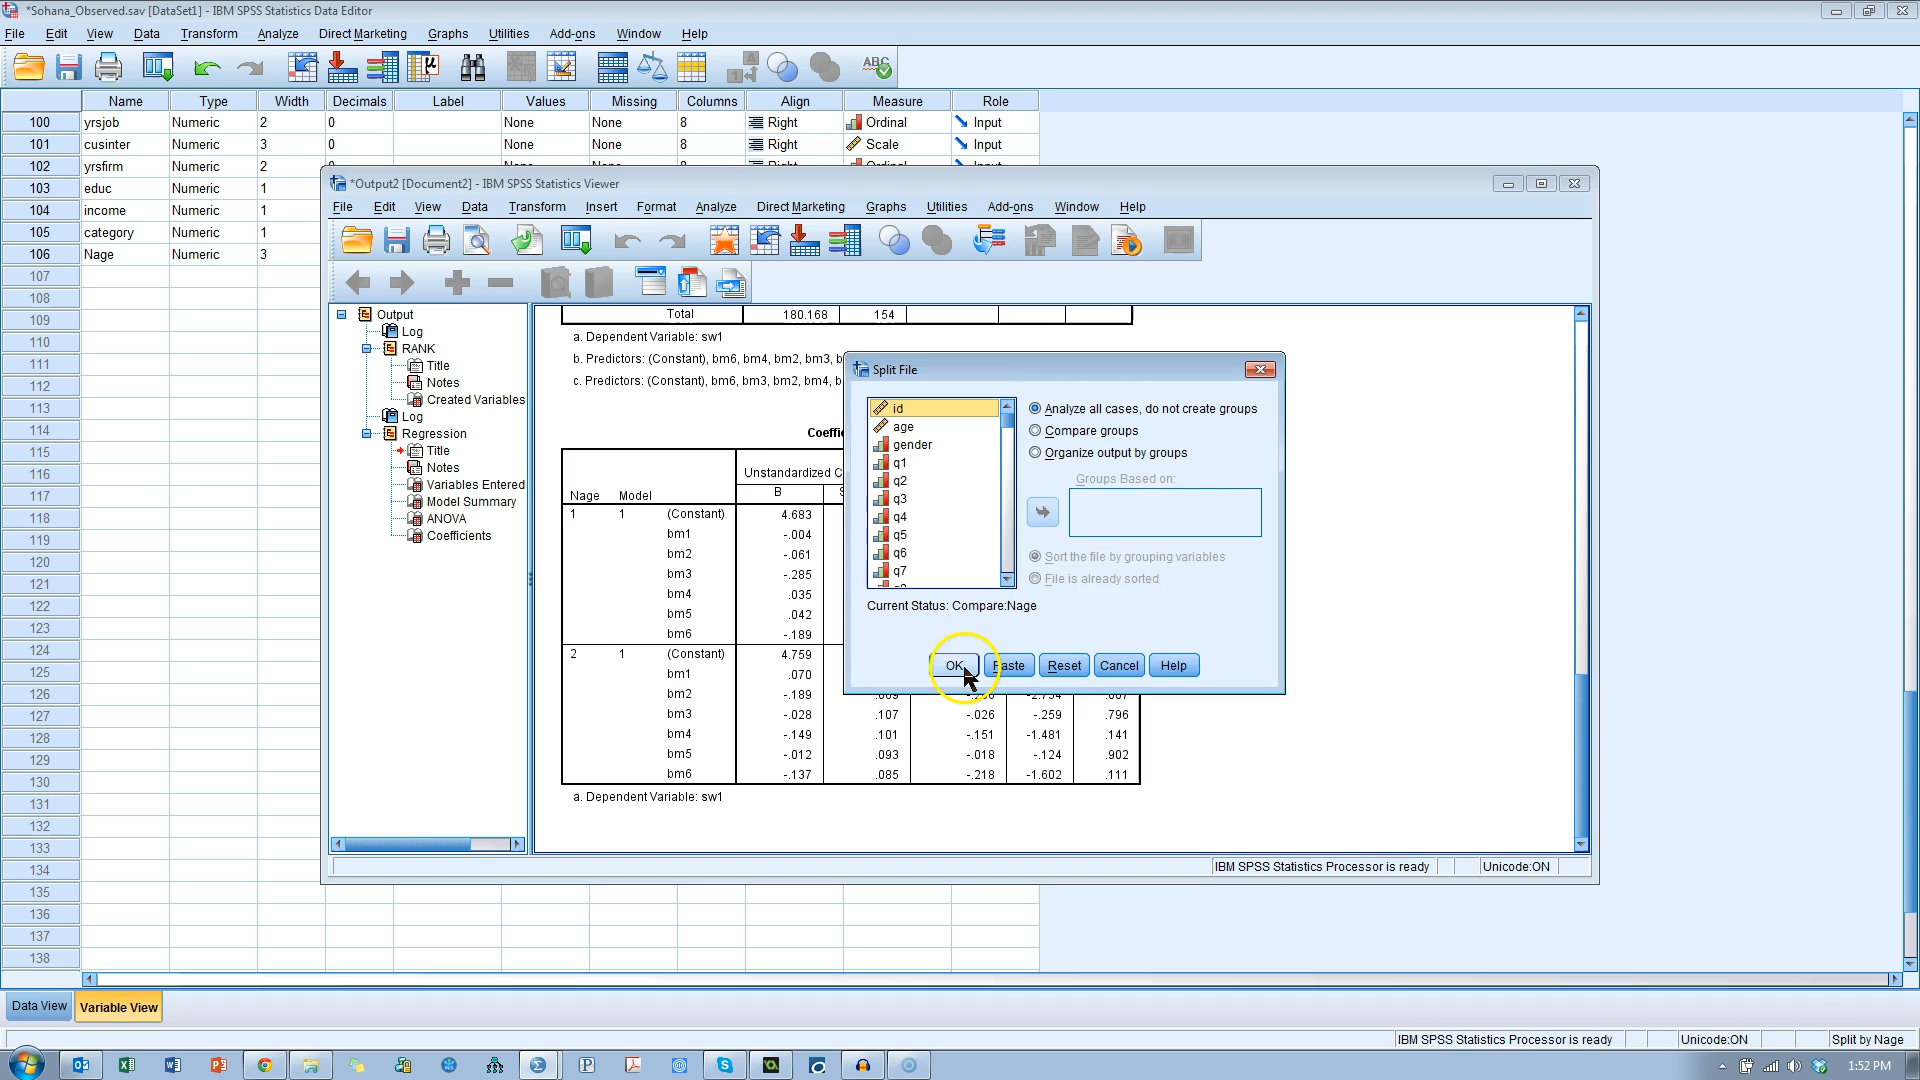 *Sohana_Observed.sav [DataSet1] - IBM SPSS Statistics Data Editor
File Edit View Data Transform Analyze Direct Marketing Graphs Utilities Add-ons Window Help
Name Type Width Decimals Label Values Missing Columns Align Measure Role
100 yrsjob Numeric 2 0 None None 8 Right Ordinal Input
101 cusinter Numeric 3 0 None None 8 Right Scale Input
102 yrsfirm Numeric 2 0 None None 8 Right Ordinal Input
103 educ Numeric 1
104 income Numeric 1
105 category Numeric 1
106 Nage Numeric 3
107
108
109
110
111
112
113
114
115
116
117
118
119
120
121
122
123
124
125
126
127
128
129
130
131
132
133
134
135
136
137
138
*Output2 [Document2] - IBM SPSS Statistics Viewer
File Edit View Data Transform Insert Format Analyze Direct Marketing Graphs Utilities Add-ons Window Help
Output
Log
RANK
Title
Notes
Created Variables
Log
Regression
Title
Notes
Variables Entered
Model Summary
ANOVA
Coefficients
Total 180.168 154
a. Dependent Variable: sw1
b. Predictors: (Constant), bm6, bm4, bm2, bm3, b
c. Predictors: (Constant), bm6, bm3, bm2, bm4, b
Coeffi
Unstandardized C
Nage Model B S
1 1 (Constant) 4.683
bm1 -.004
bm2 -.061
bm3 -.285
bm4 .035
bm5 .042
bm6 -.189
2 1 (Constant) 4.759
bm1 .070
bm2 -.189
bm3 -.028 .107 -.026 -.259 .796
bm4 -.149 .101 -.151 -1.481 .141
bm5 -.012 .093 -.018 -.124 .902
bm6 -.137 .085 -.218 -1.602 .111
a. Dependent Variable: sw1
IBM SPSS Statistics Processor is ready Unicode:ON
Split File
id
age
gender
q1
q2
q3
q4
q5
q6
q7
Analyze all cases, do not create groups
Compare groups
Organize output by groups
Groups Based on:
Sort the file by grouping variables
File is already sorted
Current Status: Compare:Nage
OK Paste Reset Cancel Help
Data View Variable View
IBM SPSS Statistics Processor is ready Unicode:ON Split by Nage
1:52 PM